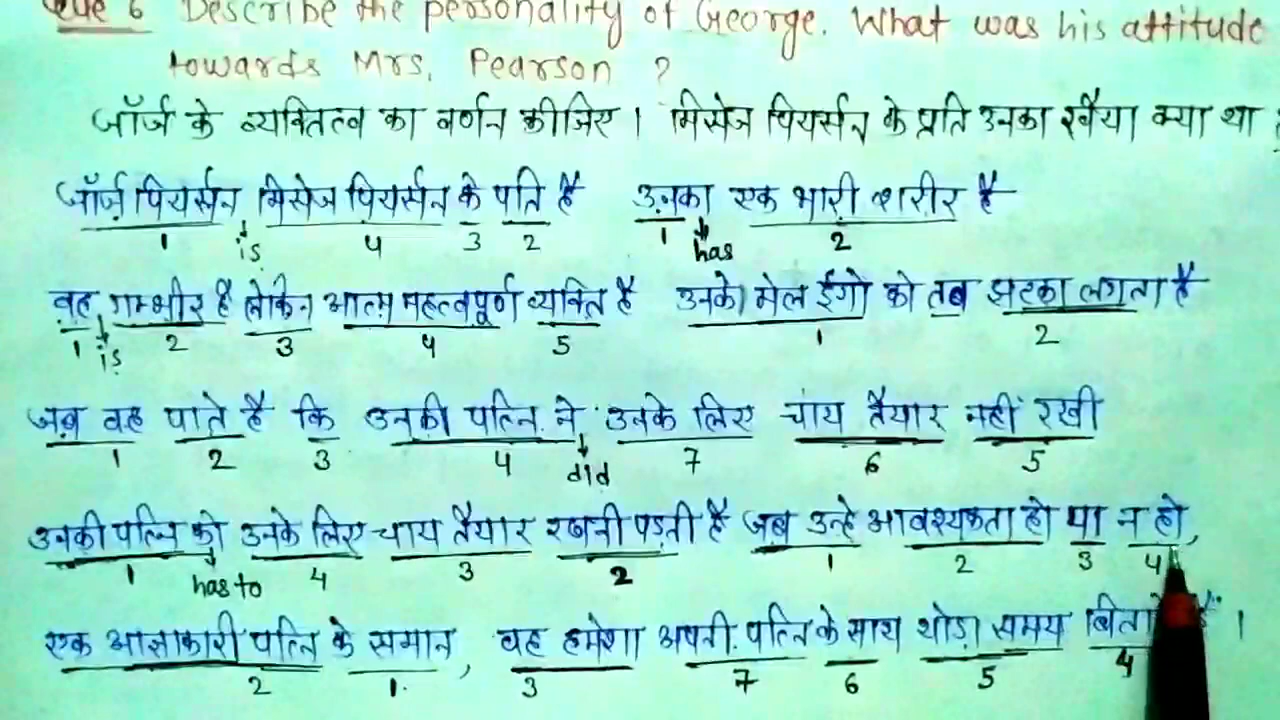 Que 6 Describe the personality of George. What was his attitude
towards Mrs. Pearson ?
जॉर्ज के व्यक्तित्व का वर्णन कीजिए । मिसेज पियर्सन के प्रति उनका रवैया क्या था
जॉर्ज पियर्सन मिसेज पियर्सन के पति है उनका एक भारी शरीर है
1 is 4 3 2 1 has 2
वह गम्भीर है लेकिन आत्म महत्वपूर्ण व्यक्ति है उनके मेल ईगो को तब झटका लगता है
1 is 2 3 4 5 1 2
जब वह पाते है कि उनकी पत्नि ने उनके लिए चाय तैयार नहीं रखी
1 2 3 4 did 7 6 5
उनकी पत्नि को उनके लिए चाय तैयार रखनी पड़ती है जब उन्हे आवश्यकता हो या न हो,
1 has to 4 3 2 1 2 3 4
एक आज्ञाकारी पत्नि के समान, वह हमेशा अपनी पत्नि के साथ थोड़ा समय है ।
2 1. 3 7 6 5 4